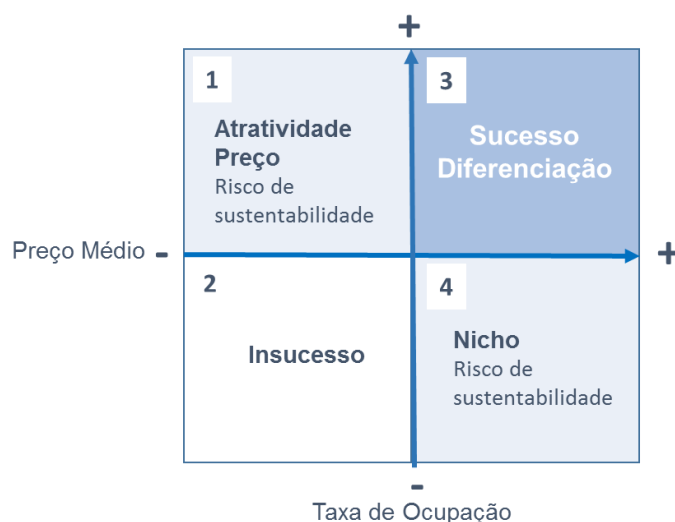 +
1
3
Atratividade
Preço
Risco de
sustentabilidade
Sucesso
Diferenciação
Preço Médio -
+
2
4
Insucesso
Nicho
Risco de
sustentabilidade
-
Taxa de Ocupação